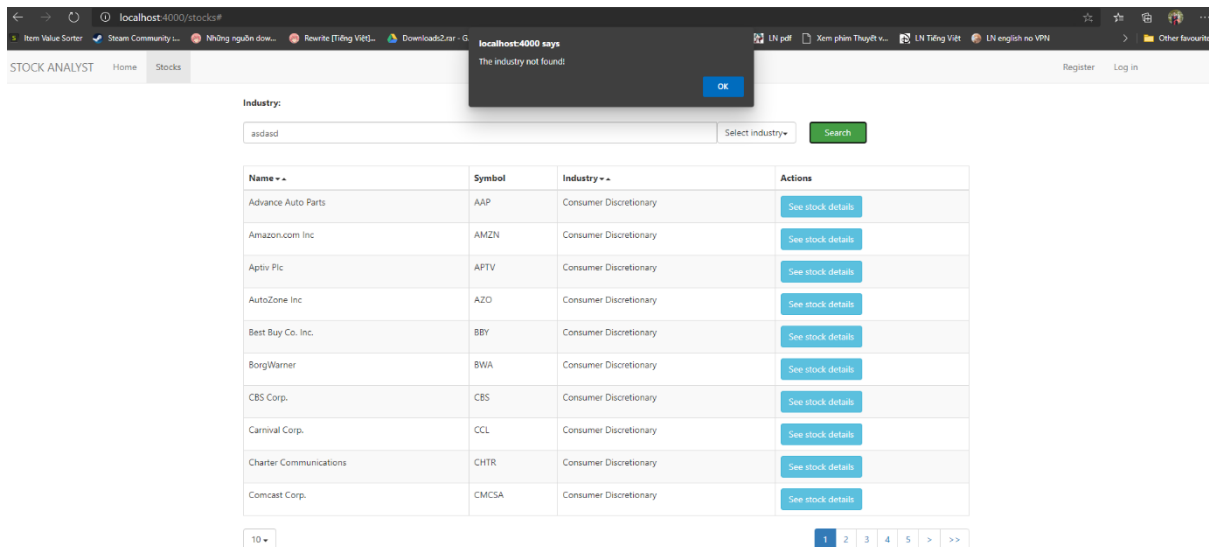 localhost:4000/stocks#
Item Value Sorter Steam Community :... Những nguồn dow... Rewrite [Tiếng Việt]... Downloads2.rar - G... LN pdf Xem phim Thuyết v... LN Tiếng Việt LN english no VPN Other favourite
localhost:4000 says
The industry not found!
OK
STOCK ANALYST Home Stocks Register Log in
Industry:
asdasd Select industry Search
Name Symbol Industry Actions
Advance Auto Parts AAP Consumer Discretionary See stock details
Amazon.com Inc AMZN Consumer Discretionary See stock details
Aptiv Plc APTV Consumer Discretionary See stock details
AutoZone Inc AZO Consumer Discretionary See stock details
Best Buy Co. Inc. BBY Consumer Discretionary See stock details
BorgWarner BWA Consumer Discretionary See stock details
CBS Corp. CBS Consumer Discretionary See stock details
Carnival Corp. CCL Consumer Discretionary See stock details
Charter Communications CHTR Consumer Discretionary See stock details
Comcast Corp. CMCSA Consumer Discretionary See stock details
10 1 2 3 4 5 > >>